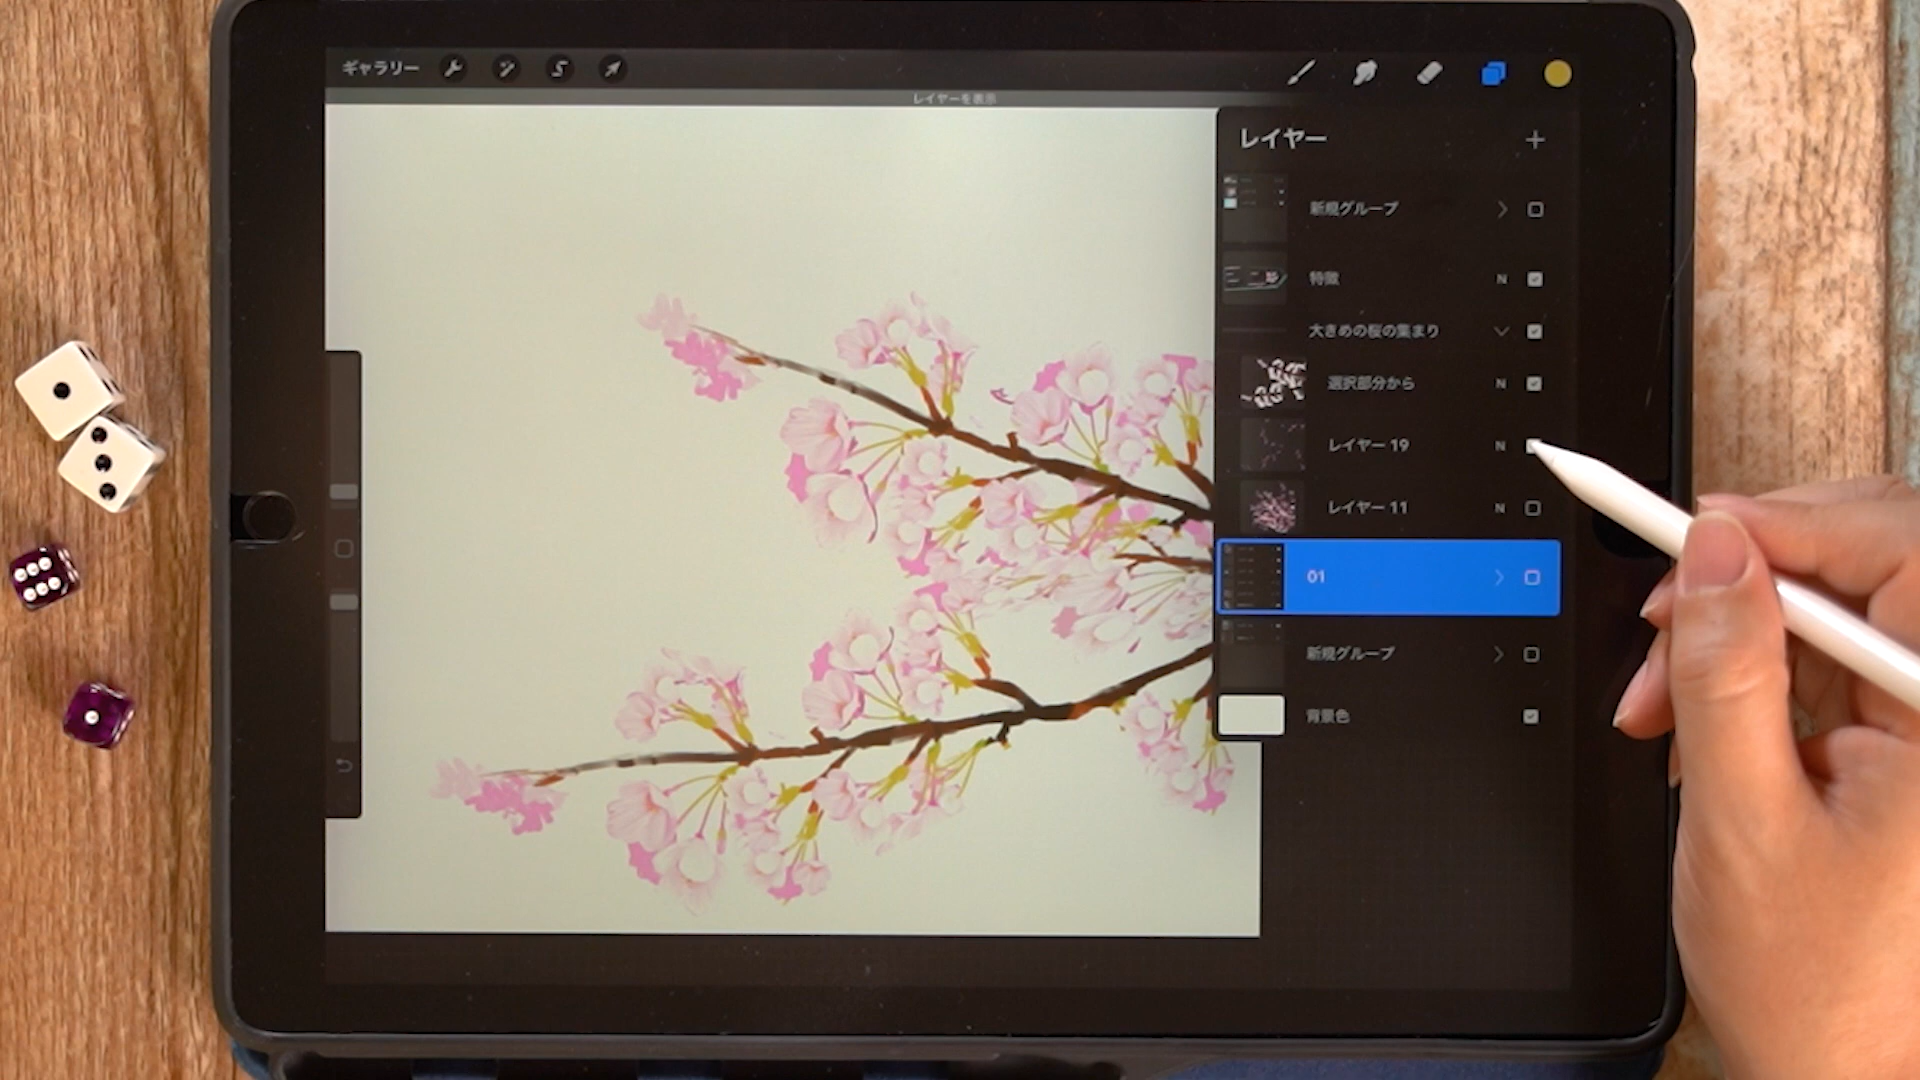 ギャラリー
レイヤーを表示
レイヤー
新規グループ
特徴 N
大きめの桜の集まり
選択部分から N
レイヤー 19 N
レイヤー 11 N
01
新規グループ
背景色